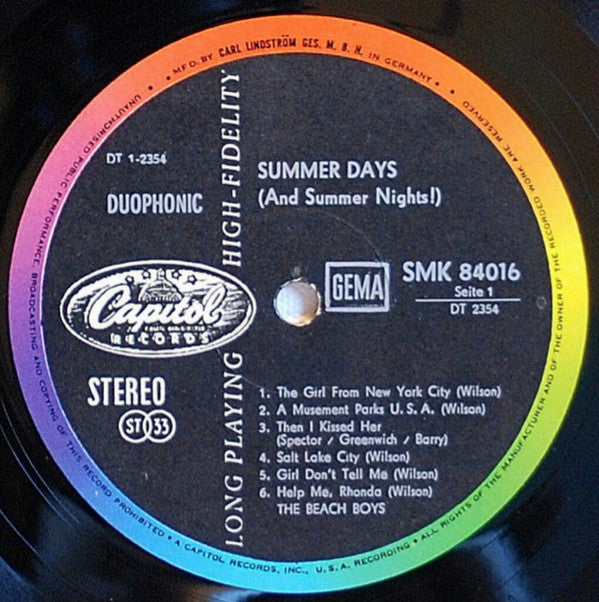 MFD. BY CARL LINDSTRÖM GES. M. B. H. IN GERMANY •
ALL RIGHTS OF THE MANUFACTURER AND OF THE OWNER OF THE RECORDED WORK ARE RESERVED
UNAUTHORISED PUBLIC PERFORMANCE, BROADCASTING AND COPYING OF THIS RECORD PROHIBITED •
A CAPITOL RECORDS, INC., U.S.A. RECORDING •
DT 1-2354
DUOPHONIC
LONG PLAYING HIGH-FIDELITY
SUMMER DAYS
(And Summer Nights!)
Capitol
RECORDS
GEMA
SMK 84016
Seite 1
DT 2354
STEREO
ST 33
1. The Girl From New York City (Wilson)
2. A Musement Parks U. S. A. (Wilson)
3. Then I Kissed Her
(Spector / Greenwich / Barry)
4. Salt Lake City (Wilson)
5. Girl Don't Tell Me (Wilson)
6. Help Me, Rhonda (Wilson)
THE BEACH BOYS